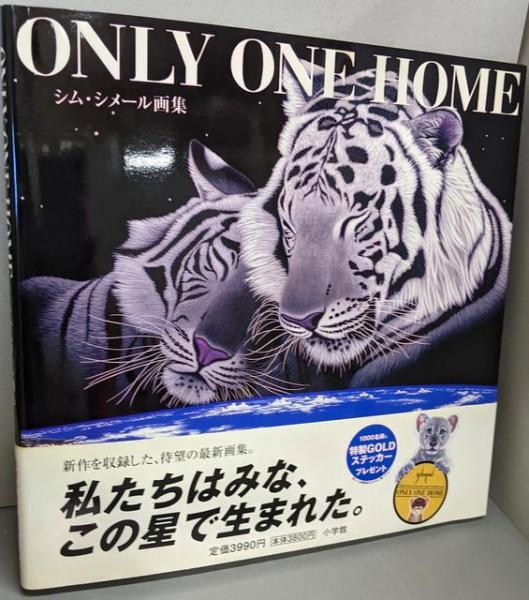 ONLY ONE HOME
シム・シメール画集
新作を収録した、待望の最新画集。
私たちはみな、
この星で生まれた。
定価3990円 本体3800円 小学館
1000名様に
特製GOLD
ステッカー
プレゼント
ONLY ONE HOME